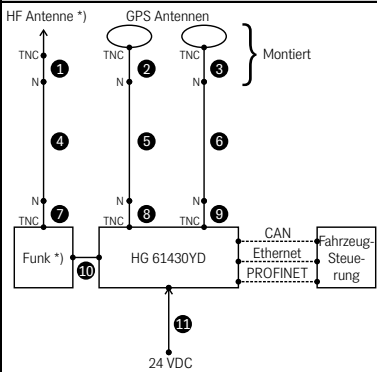 HF Antenne *)
GPS Antennen
TNC
TNC
TNC
1
2
3
Montiert
N
N
N
4
5
6
N
N
N
7
8
9
TNC
TNC
TNC
Funk *)
10
HG 61430YD
CAN
Ethernet
PROFINET
Fahrzeug-
Steue-
rung
11
24 VDC